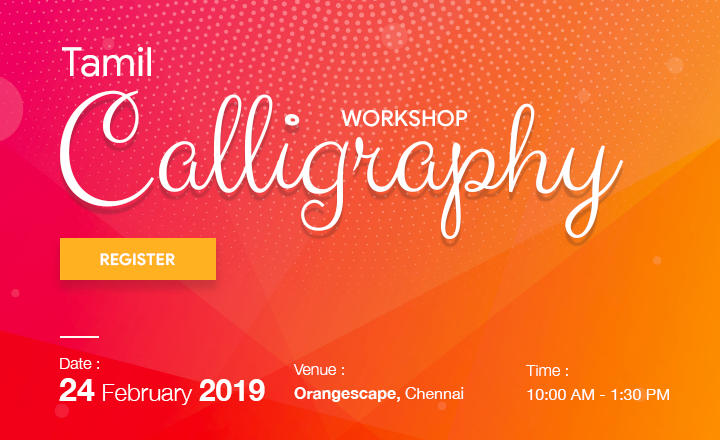 Tamil
WORKSHOP
Calligraphy
REGISTER
Date :
24 February 2019
Venue :
Orangescape, Chennai
Time :
10:00 AM - 1:30 PM